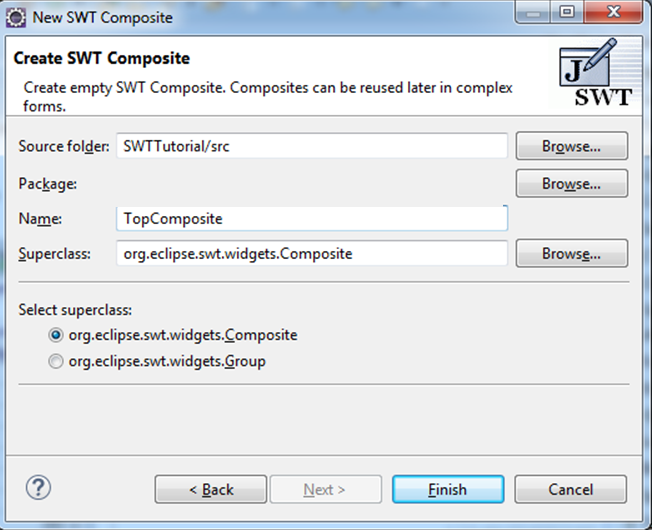 New SWT Composite
Create SWT Composite
Create empty SWT Composite. Composites can be reused later in complex
forms.
J
SWT
Source folder: SWTTutorial/src Browse...
Package: Browse...
Name: TopComposite
Superclass: org.eclipse.swt.widgets.Composite Browse...
Select superclass:
org.eclipse.swt.widgets.Composite
org.eclipse.swt.widgets.Group
? < Back Next > Finish Cancel